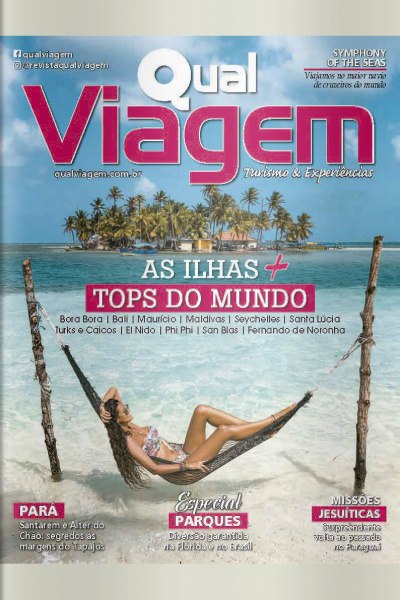 qualviagem
@revistaqualviagem
SYMPHONY
OF THE SEAS
Viajamos no maior navio
de cruzeiros do mundo
Qual
Viagem
qualviagem.com.br
Turismo & Experiências
AS ILHAS +
TOPS DO MUNDO
Bora Bora | Bali | Maurício | Maldivas | Seychelles | Santa Lúcia
Turks e Caicos | El Nido | Phi Phi | San Blas | Fernando de Noronha
PARÁ
Santarém e Alter do
Chão: segredos as
margens do Tapajós
Especial
PARQUES
Diversão garantida
na Flórida e no Brasil
MISSÕES
JESUÍTICAS
Surpreendente
volta ao passado
no Paraguai